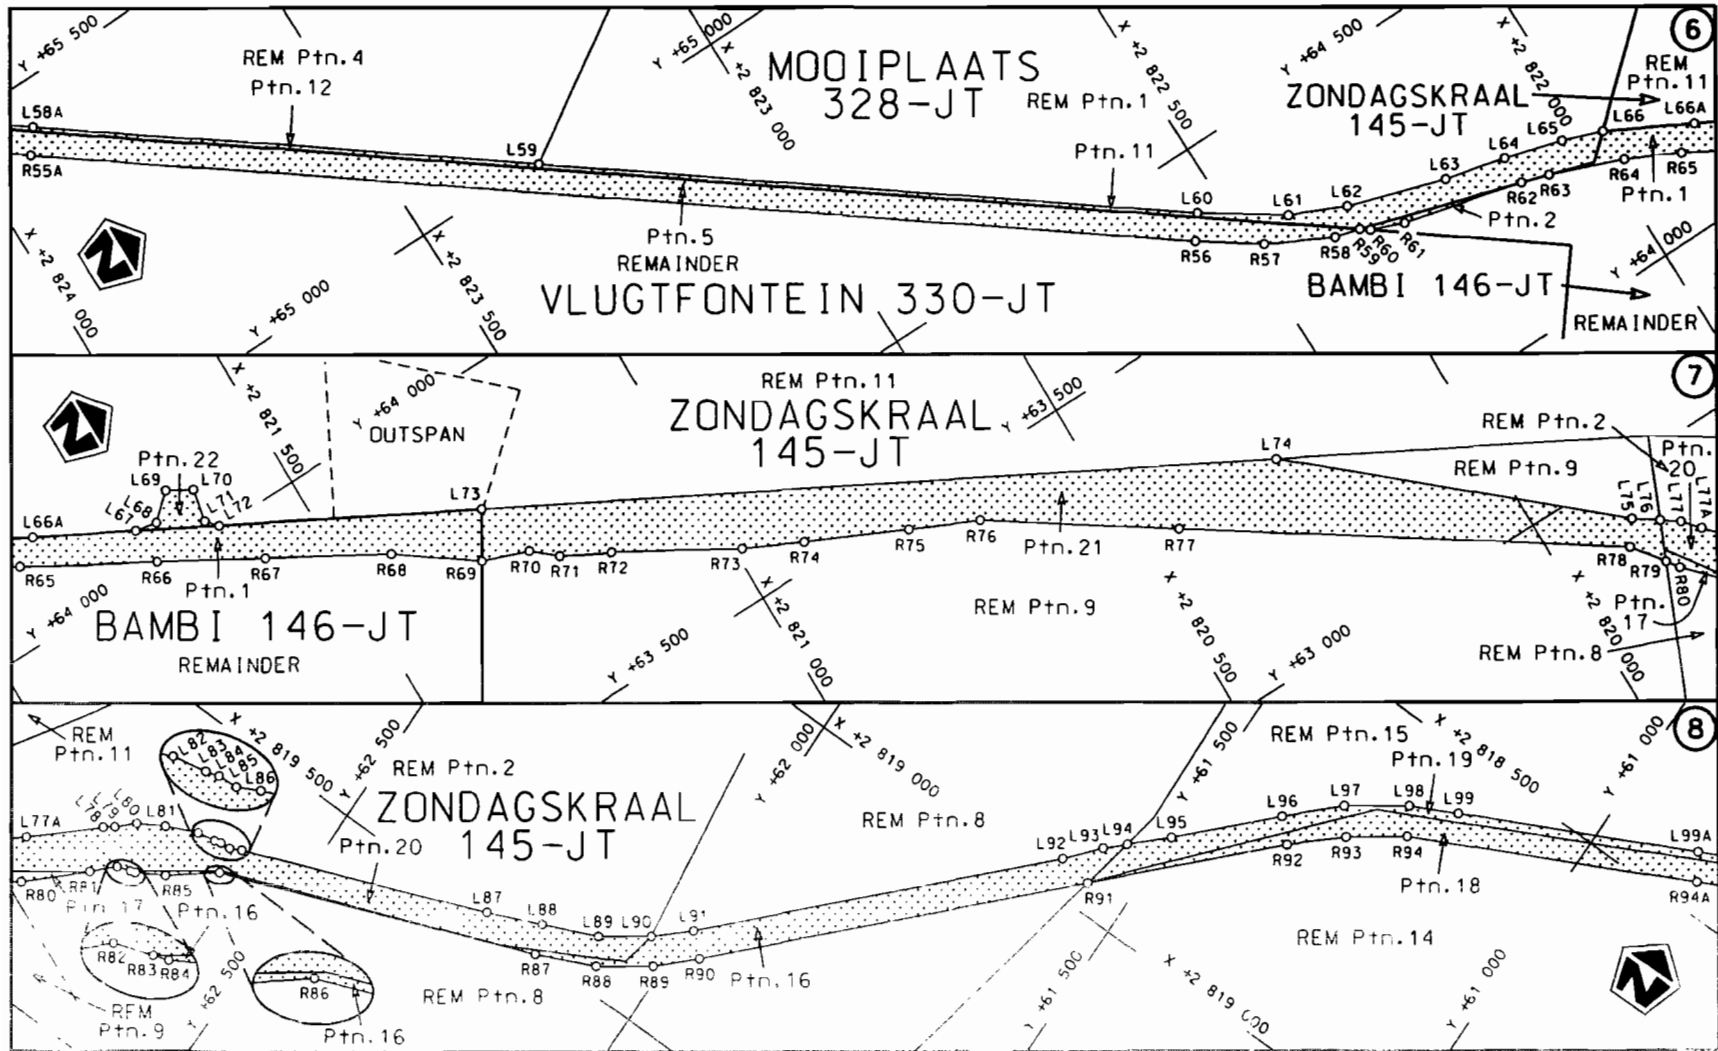 6
Y +65 500
REM Ptn.4
Ptn.12
L58A
R55A
L59
Y +65 000
X +2 823 000
MOOIPLAATS
328-JT
REM Ptn.1
X +2 822 500
Y +64 500
X +2 822 000
ZONDAGSKRAAL
145-JT
REM
Ptn.11
L66A
L66
L65
L64
L63
L62
L61
L60
Ptn.11
R65
R64
R63
R62
R61
R60
R59
R58
R57
R56
Ptn.1
Ptn.2
Ptn.5
REMAINDER
X +2 824 000
Y +65 000
X +2 823 500
VLUGTFONTEIN 330-JT
BAMBI 146-JT
Y +64 000
REMAINDER
7
X +2 821 500
Y +64 000
OUTSPAN
REM Ptn.11
ZONDAGSKRAAL
145-JT
Y +63 500
REM Ptn.2
Ptn.
20
REM Ptn.9
Ptn.22
L66A
L67
L68
L69
L70
L71
L72
L73
L74
L75
L76
L77
L77A
R65
R66
R67
R68
R69
R70
R71
R72
R73
R74
R75
R76
R77
R78
R79
R80
Ptn.1
Ptn.21
Y +64 000
BAMBI 146-JT
REMAINDER
Y +63 500
X +2 821 000
REM Ptn.9
X +2 820 500
Y +63 000
X +2 820 000
Ptn.
17
REM Ptn.8
8
REM
Ptn.11
X +2 819 500
L82
L83
L84
L85
L86
Y +62 500
REM Ptn.2
ZONDAGSKRAAL
145-JT
Ptn.20
Y +62 000
X +2 819 000
REM Ptn.8
Y +61 500
REM Ptn.15
Ptn.19
X +2 818 500
Y +61 000
L77A
L78
L79
L80
L81
L87
L88
L89
L90
L91
L92
L93
L94
L95
L96
L97
L98
L99
L99A
R80
R81
R85
Ptn.17
Ptn.16
R82
R83
R84
R86
R87
R88
R89
R90
R91
R92
R93
R94
R94A
Ptn.18
Ptn.16
REM Ptn.14
REM Ptn.8
REM
Ptn.9
Y +62 500
Ptn.16
Y +61 500
X +2 819 000
Y +61 000